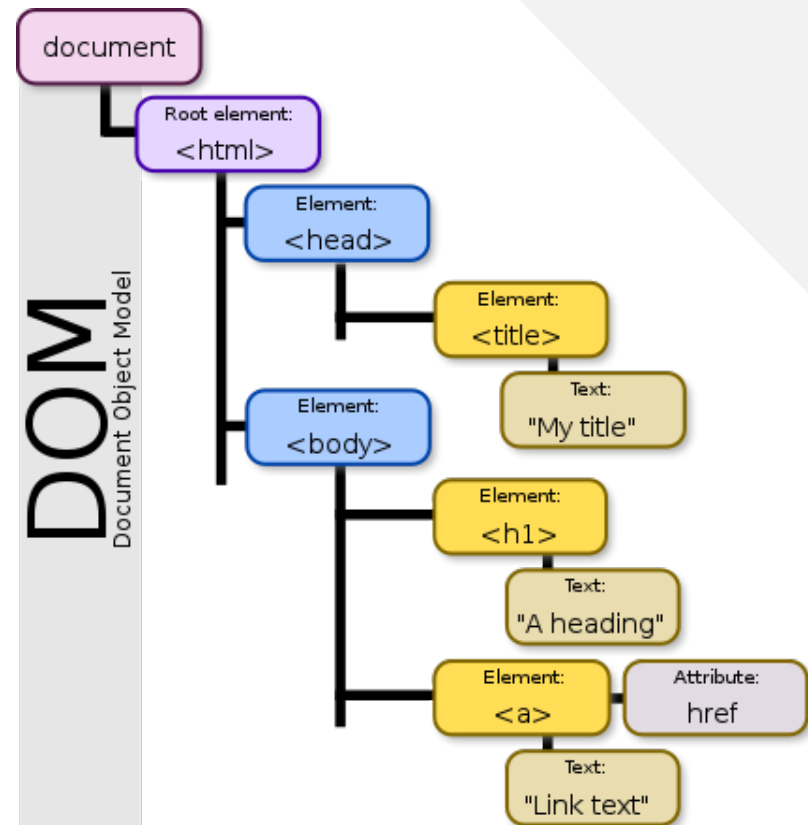 document
Root element:
<html>
Element:
<head>
Element:
<title>
Text:
"My title"
Element:
<body>
Element:
<h1>
Text:
"A heading"
Element:
<a>
Attribute:
href
Text:
"Link text"
DOM
Document Object Model